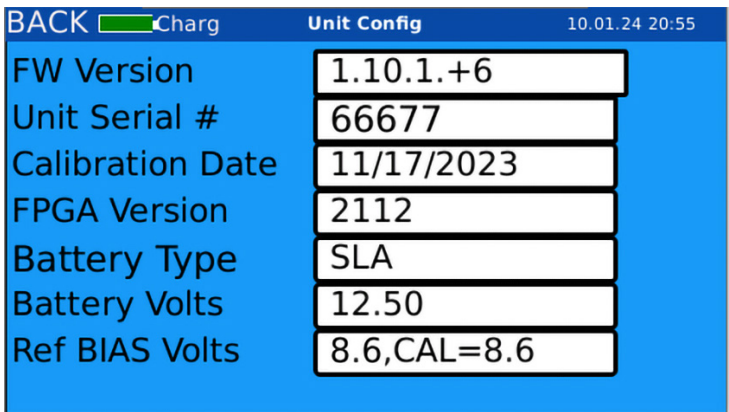 BACK Charg Unit Config 10.01.24 20:55
FW Version 1.10.1.+6
Unit Serial # 66677
Calibration Date 11/17/2023
FPGA Version 2112
Battery Type SLA
Battery Volts 12.50
Ref BIAS Volts 8.6,CAL=8.6